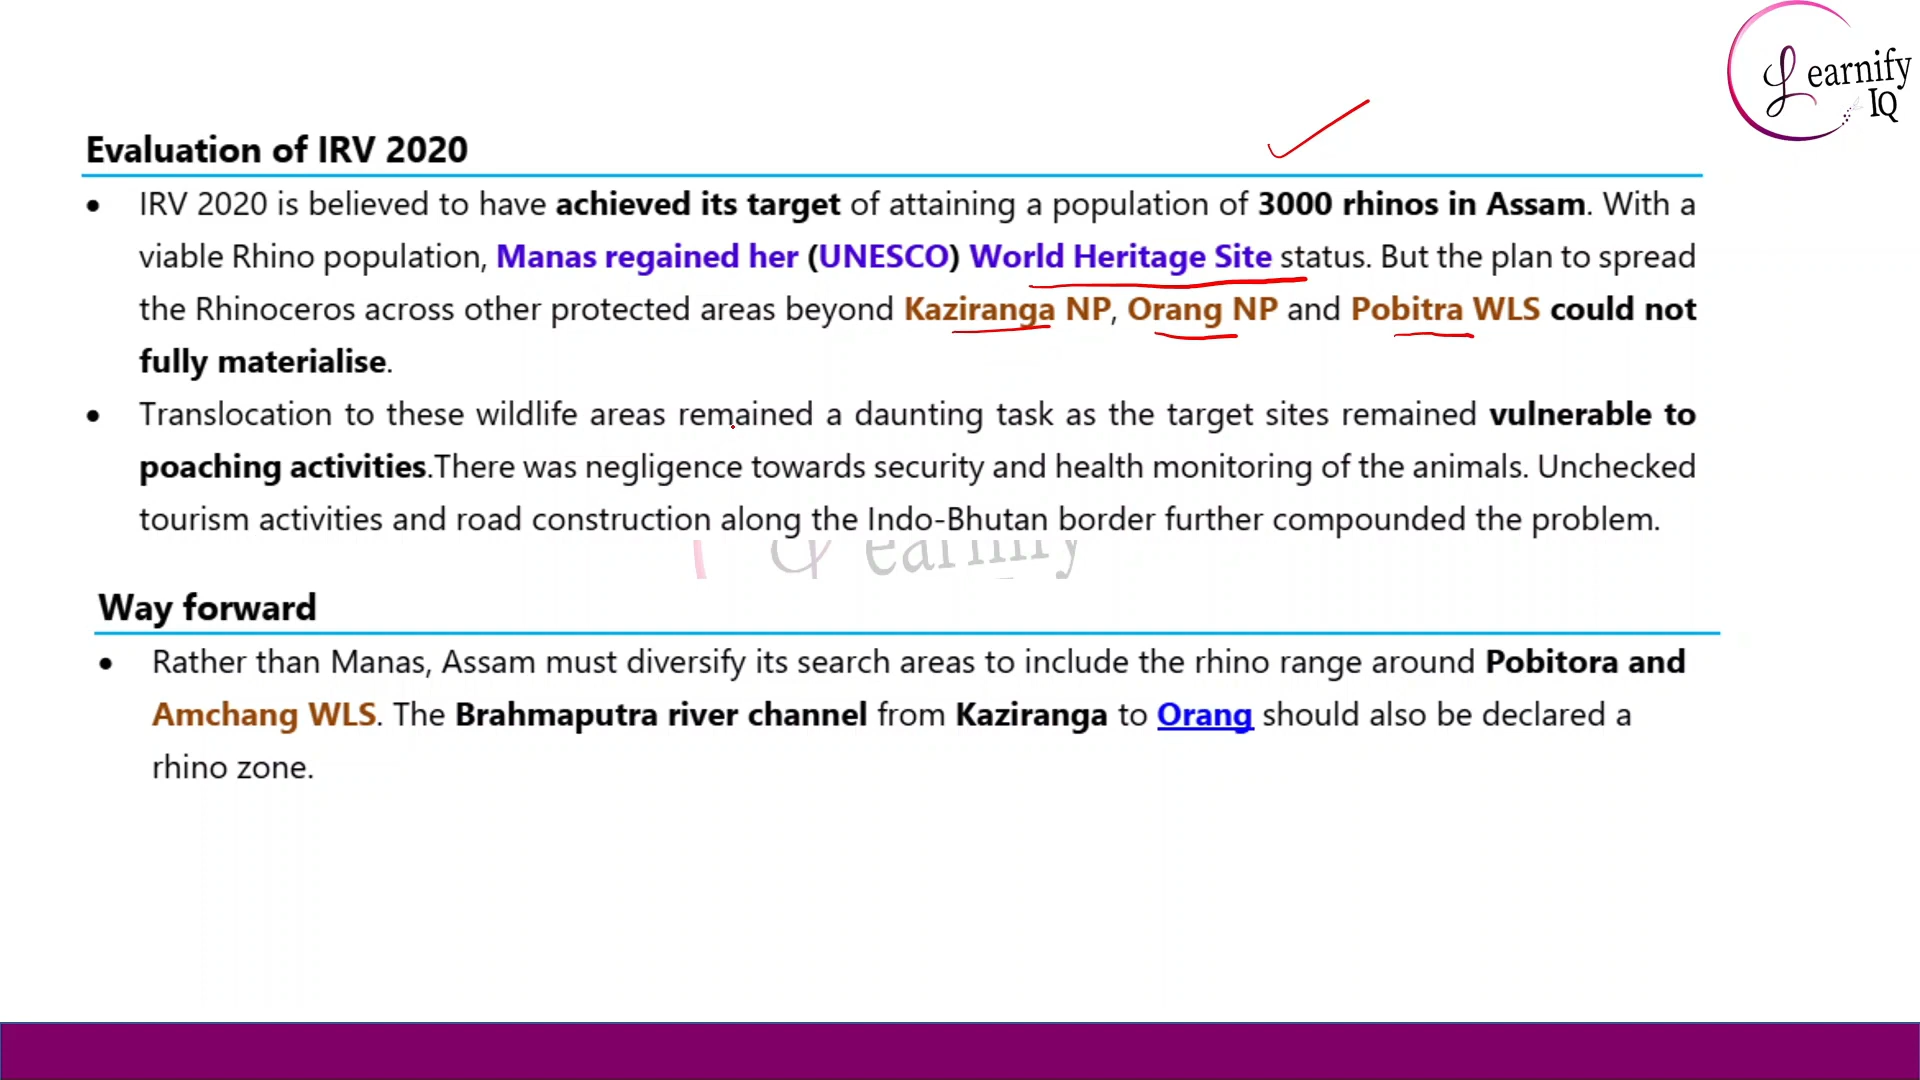 Learnify
IQ
Evaluation of IRV 2020
• IRV 2020 is believed to have achieved its target of attaining a population of 3000 rhinos in Assam. With a
viable Rhino population, Manas regained her (UNESCO) World Heritage Site status. But the plan to spread
the Rhinoceros across other protected areas beyond Kaziranga NP, Orang NP and Pobitra WLS could not
fully materialise.
• Translocation to these wildlife areas remained a daunting task as the target sites remained vulnerable to
poaching activities.There was negligence towards security and health monitoring of the animals. Unchecked
tourism activities and road construction along the Indo-Bhutan border further compounded the problem.
Learnify
Way forward
• Rather than Manas, Assam must diversify its search areas to include the rhino range around Pobitora and
Amchang WLS. The Brahmaputra river channel from Kaziranga to Orang should also be declared a
rhino zone.